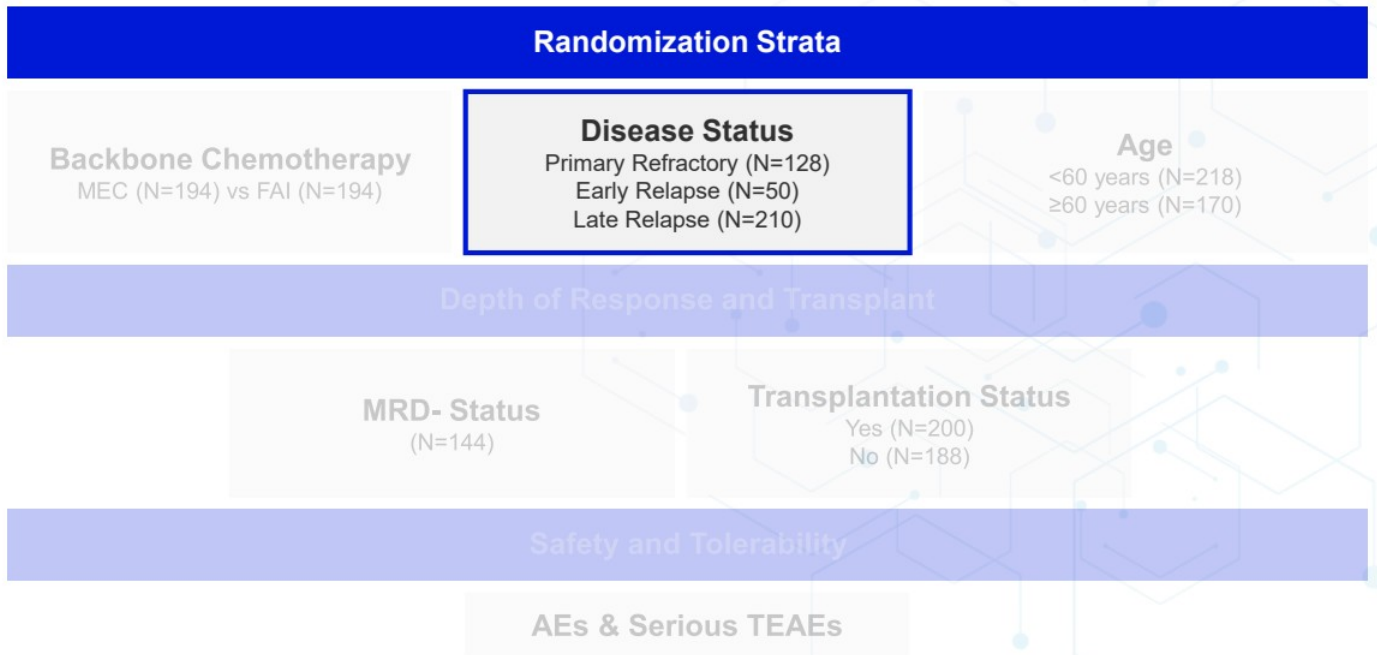 Randomization Strata
Backbone Chemotherapy
MEC (N=194) vs FAI (N=194)
Disease Status
Primary Refractory (N=128)
Early Relapse (N=50)
Late Relapse (N=210)
Age
<60 years (N=218)
≥60 years (N=170)
Depth of Response and Transplant
MRD- Status
(N=144)
Transplantation Status
Yes (N=200)
No (N=188)
Safety and Tolerability
AEs & Serious TEAEs